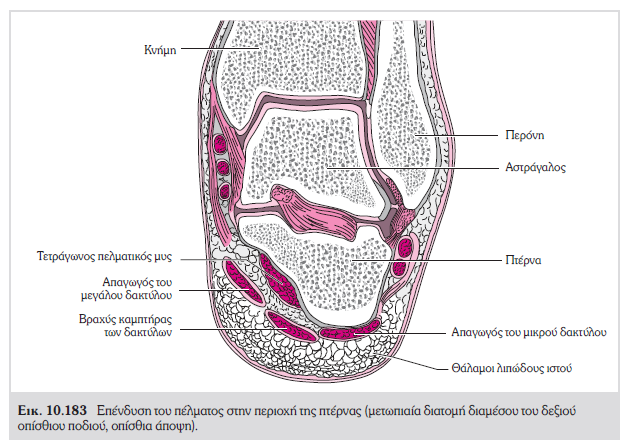 Κνήμη
Περόνη
Αστράγαλος
Τετράγωνος πελματικός μυς
Πτέρνα
Απαγωγός του
μεγάλου δακτύλου
Βραχύς καμπτήρας
των δακτύλων
Απαγωγός του μικρού δακτύλου
Θάλαμοι λιπώδους ιστού
Εικ. 10.183 Επένδυση του πέλματος στην περιοχή της πτέρνας (μετωπιαία διατομή διαμέσου του δεξιού
οπίσθιου ποδιού, οπίσθια άποψη).